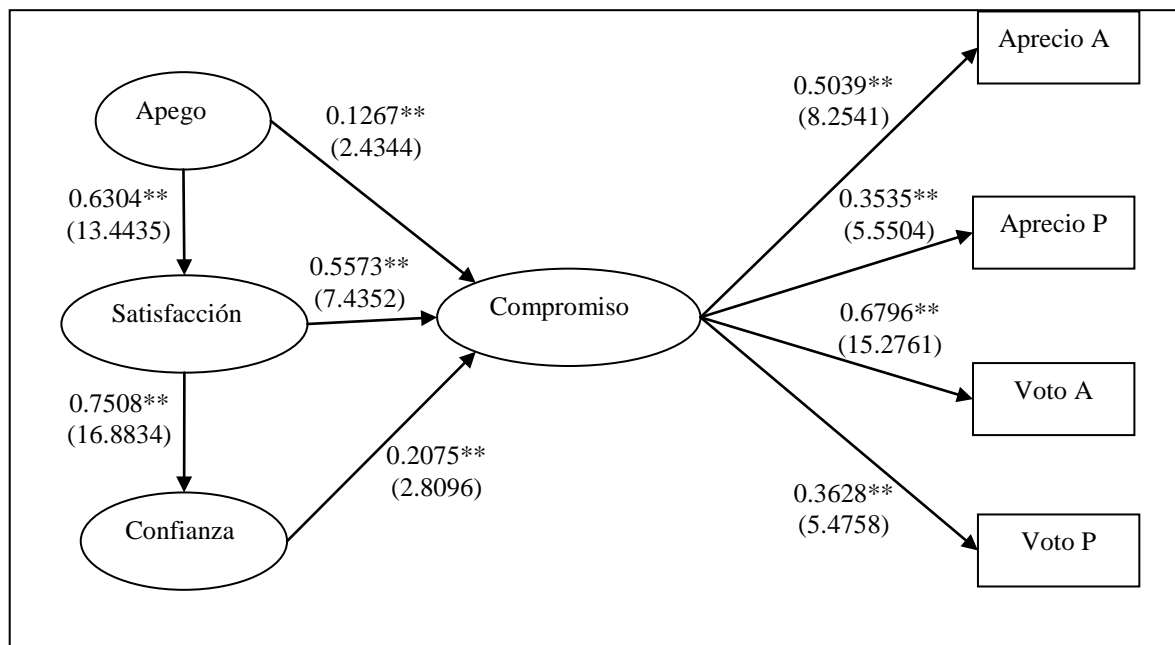 Aprecio A
0.5039**
(8.2541)
Apego
0.1267**
(2.4344)
0.6304**
(13.4435)
0.3535**
(5.5504)
Aprecio P
0.5573**
(7.4352)
Satisfacción
Compromiso
0.6796**
(15.2761)
Voto A
0.7508**
(16.8834)
0.2075**
(2.8096)
0.3628**
(5.4758)
Confianza
Voto P